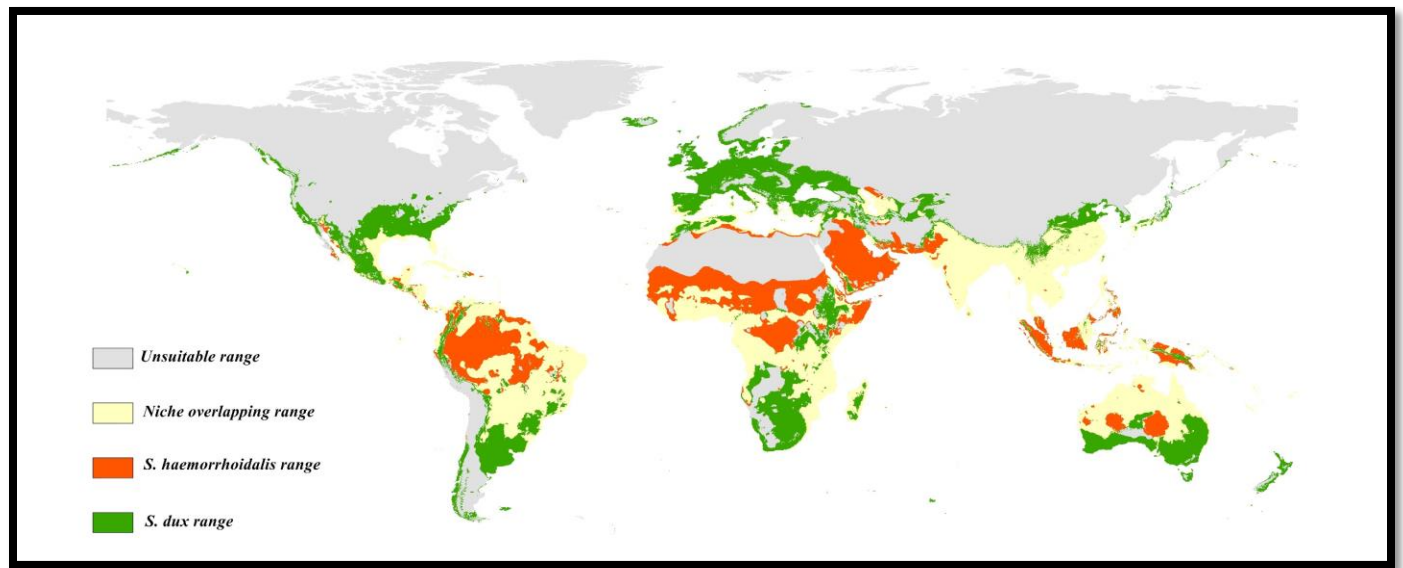 Unsuitable range
Niche overlapping range
S. haemorrhoidalis range
S. dux range